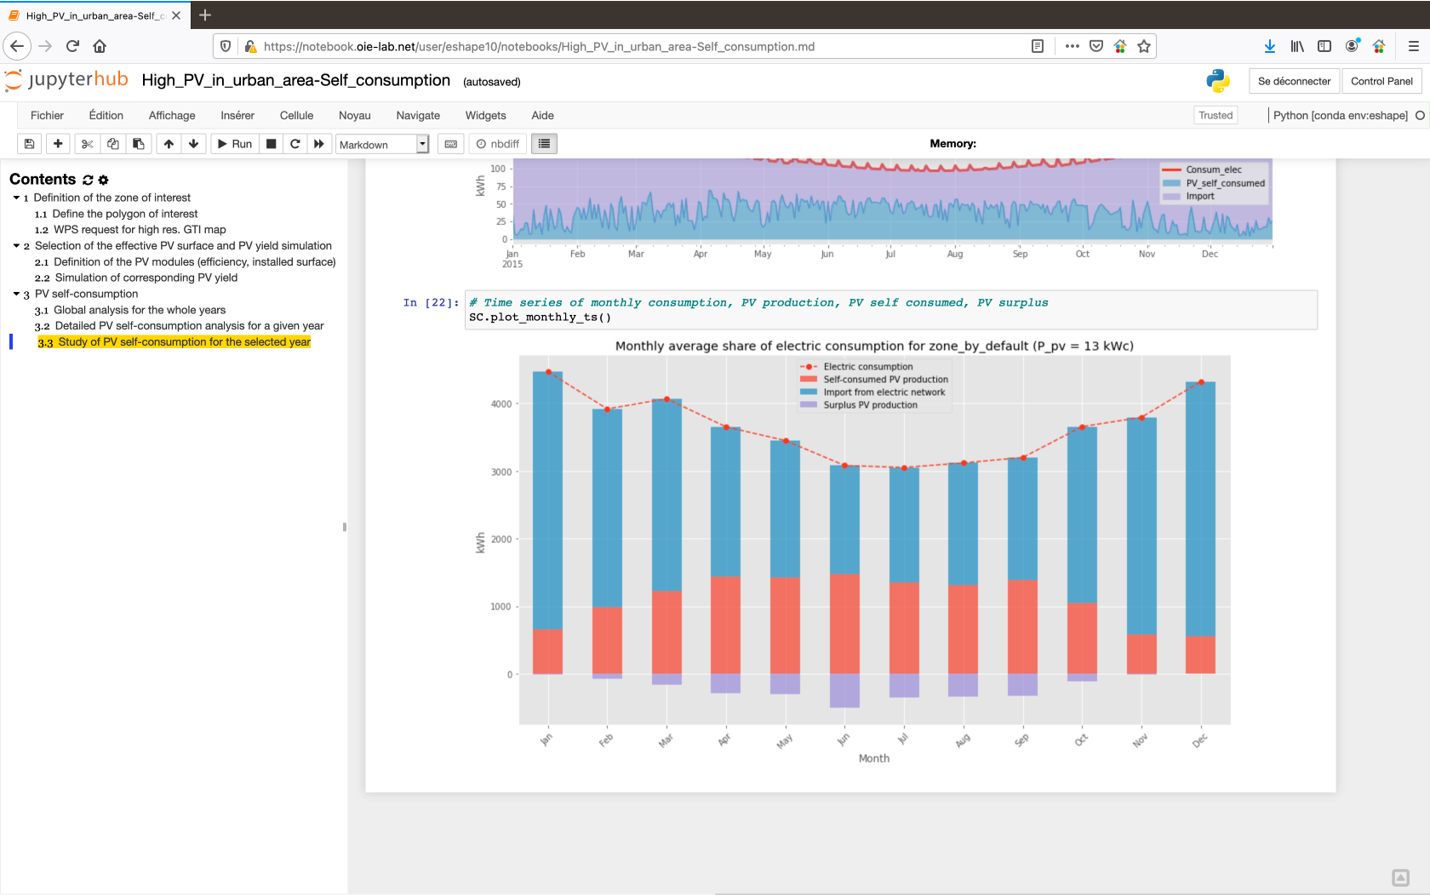 High_PV_in_urban_area-Self_c
https://notebook.oie-lab.net/user/eshape10/notebooks/High_PV_in_urban_area-Self_consumption.md
jupyterhub High_PV_in_urban_area-Self_consumption (autosaved)
Se déconnecter Control Panel
Fichier Édition Affichage Insérer Cellule Noyau Navigate Widgets Aide
Trusted Python [conda env:eshape]
Run Markdown nbdiff Memory:
Contents
1 Definition of the zone of interest
1.1 Define the polygon of interest
1.2 WPS request for high res. GTI map
2 Selection of the effective PV surface and PV yield simulation
2.1 Definition of the PV modules (efficiency, installed surface)
2.2 Simulation of corresponding PV yield
3 PV self-consumption
3.1 Global analysis for the whole years
3.2 Detailed PV self-consumption analysis for a given year
3.3 Study of PV self-consumption for the selected year
kWh
100
75
50
25
0
Consum_elec
PV_self_consumed
Import
Jan Feb Mar Apr May Jun Jul Aug Sep Oct Nov Dec
2015
In [22]: # Time series of monthly consumption, PV production, PV self consumed, PV surplus
SC.plot_monthly_ts()
Monthly average share of electric consumption for zone_by_default (P_pv = 13 kWc)
Electric consumption
Self-consumed PV production
Import from electric network
Surplus PV production
kWh
4000
3000
2000
1000
0
Jan Feb Mar Apr May Jun Jul Aug Sep Oct Nov Dec
Month